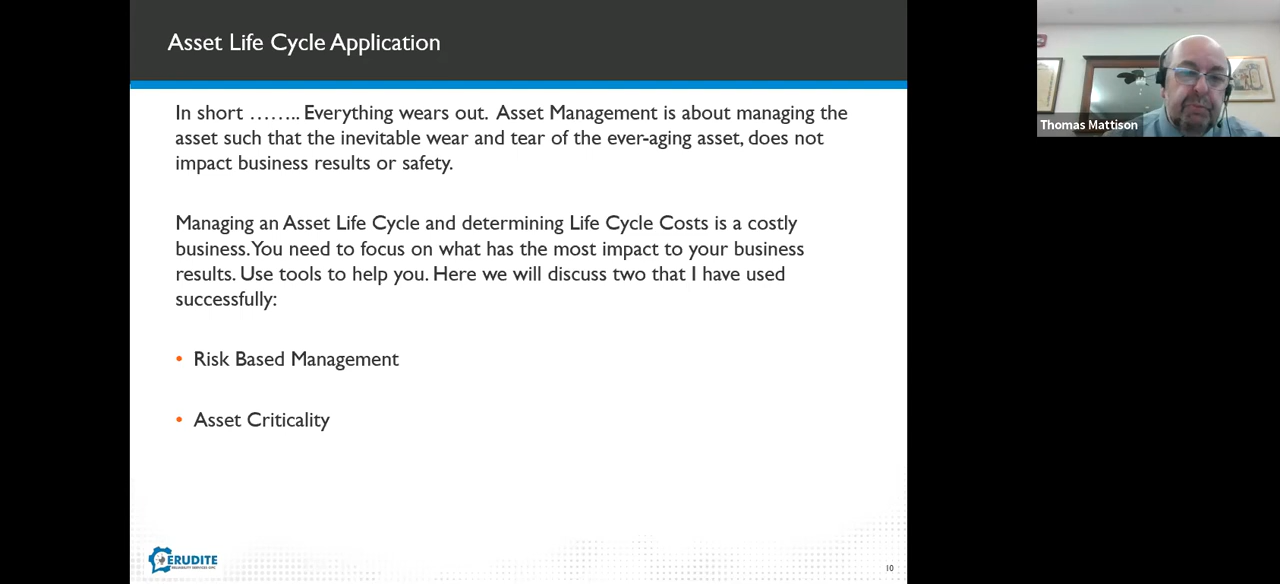 Asset Life Cycle Application
In short …….. Everything wears out. Asset Management is about managing the
asset such that the inevitable wear and tear of the ever-aging asset, does not
impact business results or safety.
Managing an Asset Life Cycle and determining Life Cycle Costs is a costly
business. You need to focus on what has the most impact to your business
results. Use tools to help you. Here we will discuss two that I have used
successfully:
• Risk Based Management
• Asset Criticality
ERUDITE
RELIABILITY SERVICES
10
Thomas Mattison